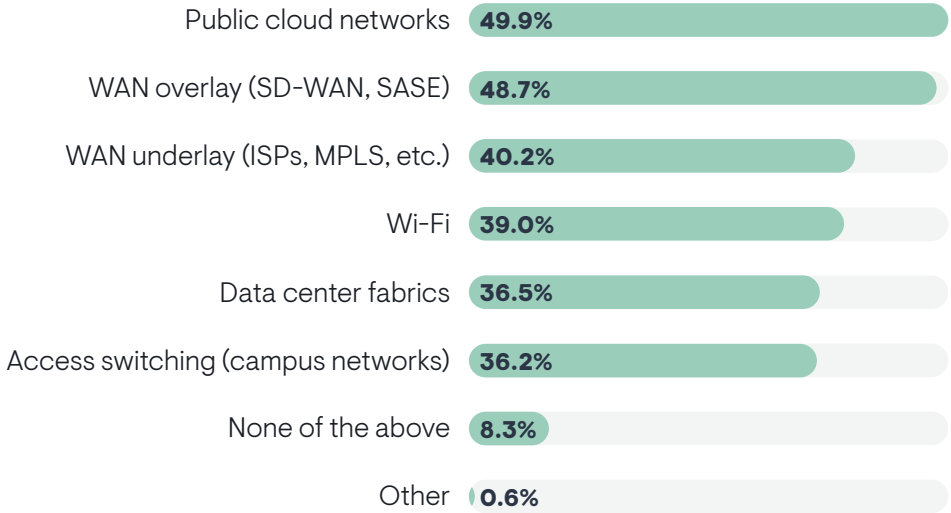 Public cloud networks 49.9%
WAN overlay (SD-WAN, SASE) 48.7%
WAN underlay (ISPs, MPLS, etc.) 40.2%
Wi-Fi 39.0%
Data center fabrics 36.5%
Access switching (campus networks) 36.2%
None of the above 8.3%
Other 0.6%